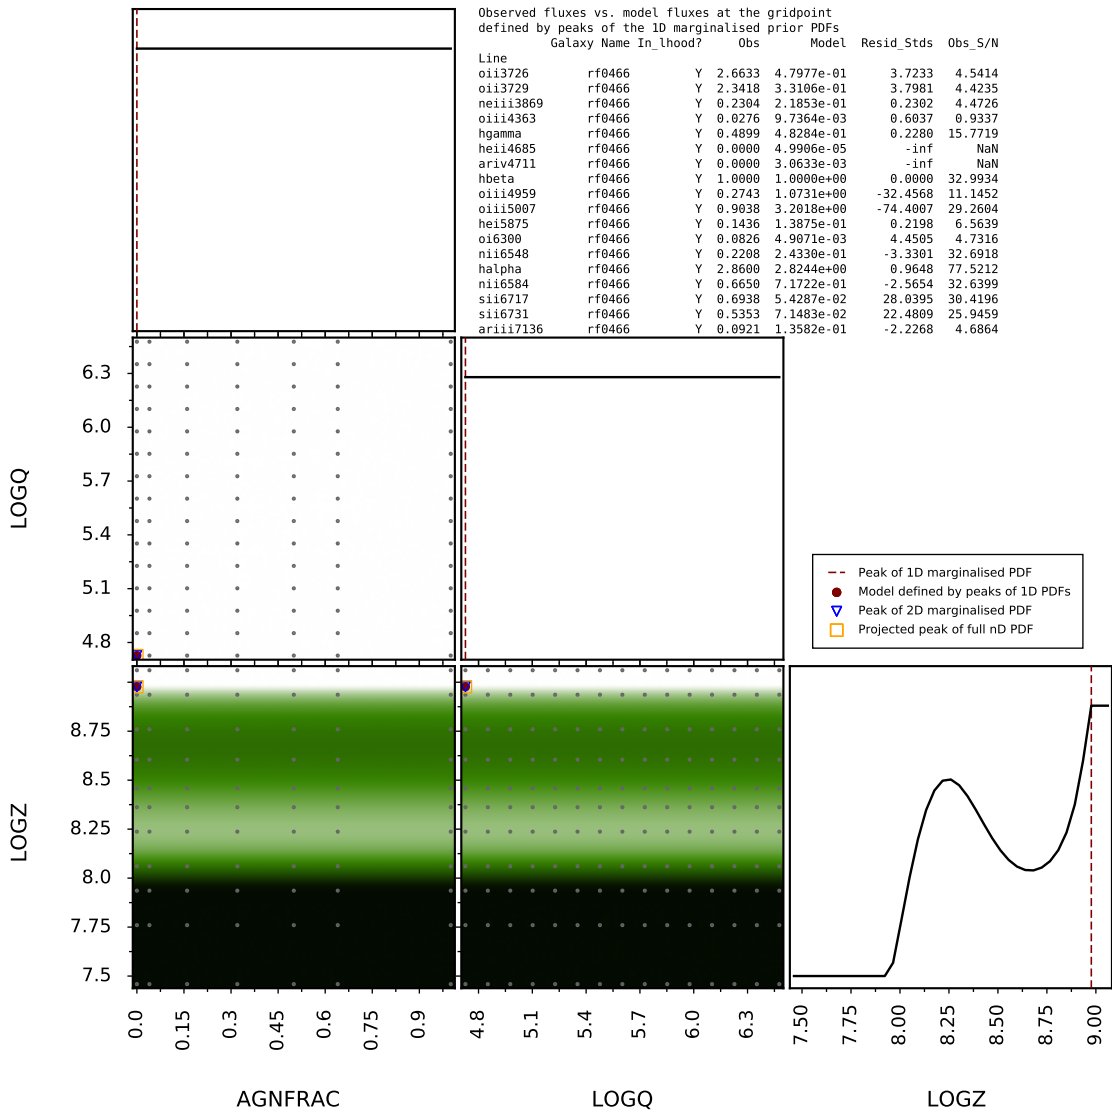 Observed fluxes vs. model fluxes at the gridpoint
defined by peaks of the 1D marginalised prior PDFs
Galaxy Name In_lhood? Obs Model Resid_Stds Obs_S/N
Line
oii3726 rf0466 Y 2.6633 4.7977e-01 3.7233 4.5414
oii3729 rf0466 Y 2.3418 3.3106e-01 3.7981 4.4235
neiii3869 rf0466 Y 0.2304 2.1853e-01 0.2302 4.4726
oiii4363 rf0466 Y 0.0276 9.7364e-03 0.6037 0.9337
hgamma rf0466 Y 0.4899 4.8284e-01 0.2280 15.7719
heii4685 rf0466 Y 0.0000 4.9906e-05 -inf NaN
ariv4711 rf0466 Y 0.0000 3.0633e-03 -inf NaN
hbeta rf0466 Y 1.0000 1.0000e+00 0.0000 32.9934
oiii4959 rf0466 Y 0.2743 1.0731e+00 -32.4568 11.1452
oiii5007 rf0466 Y 0.9038 3.2018e+00 -74.4007 29.2604
hei5875 rf0466 Y 0.1436 1.3875e-01 0.2198 6.5639
oi6300 rf0466 Y 0.0826 4.9071e-03 4.4505 4.7316
nii6548 rf0466 Y 0.2208 2.4330e-01 -3.3301 32.6918
halpha rf0466 Y 2.8600 2.8244e+00 0.9648 77.5212
nii6584 rf0466 Y 0.6650 7.1722e-01 -2.5654 32.6399
sii6717 rf0466 Y 0.6938 5.4287e-02 28.0395 30.4196
sii6731 rf0466 Y 0.5353 7.1483e-02 22.4809 25.9459
ariii7136 rf0466 Y 0.0921 1.3582e-01 -2.2268 4.6864
6.3
6.0
5.7
5.4
5.1
4.8
LOGQ
Peak of 1D marginalised PDF
Model defined by peaks of 1D PDFs
Peak of 2D marginalised PDF
Projected peak of full nD PDF
8.75
8.5
8.25
8.0
7.75
7.5
LOGZ
0.0 0.15 0.3 0.45 0.6 0.75 0.9
4.8 5.1 5.4 5.7 6.0 6.3
7.50 7.75 8.00 8.25 8.50 8.75 9.00
AGNFRAC LOGQ LOGZ